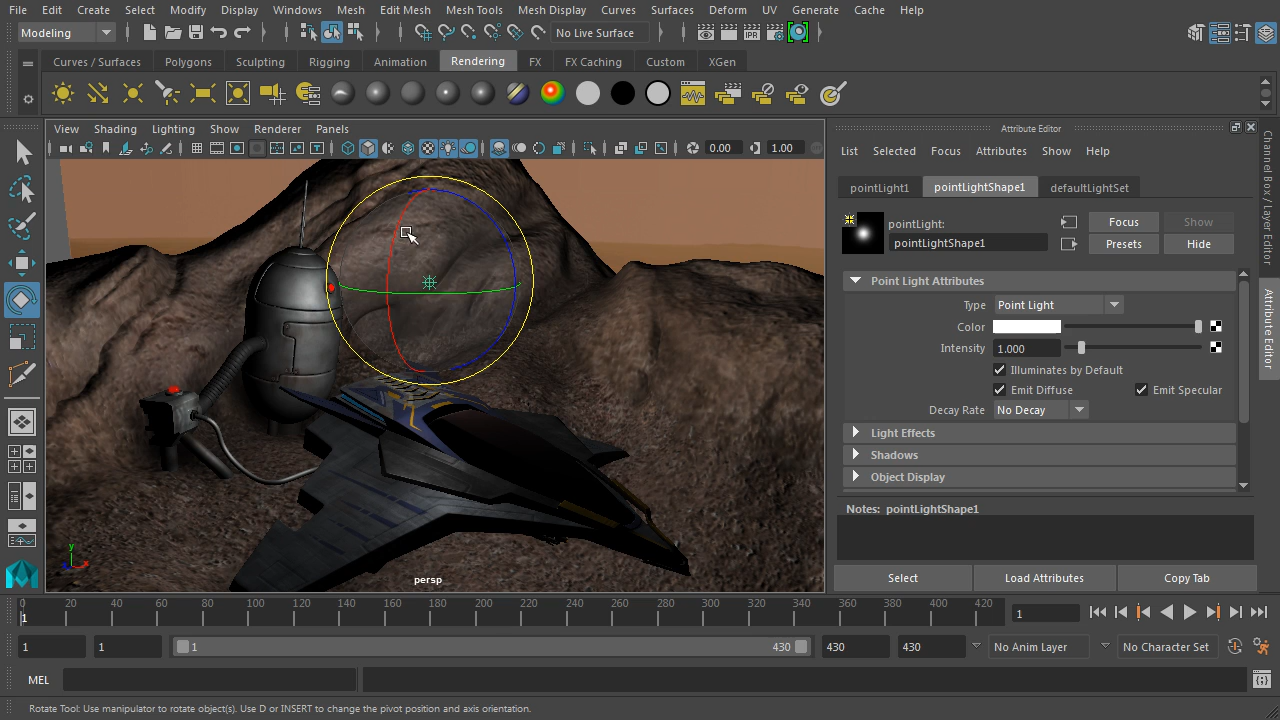 File Edit Create Select Modify Display Windows Mesh Edit Mesh Mesh Tools Mesh Display Curves Surfaces Deform UV Generate Cache Help
Modeling No Live Surface
Curves / Surfaces Polygons Sculpting Rigging Animation Rendering FX FX Caching Custom XGen
IPR
View Shading Lighting Show Renderer Panels
0.00 1.00
persp
y
Attribute Editor
List Selected Focus Attributes Show Help
pointLight1 pointLightShape1 defaultLightSet
pointLight:
pointLightShape1
Focus Show
Presets Hide
Point Light Attributes
Type Point Light
Color
Intensity 1.000
Illuminates by Default
Emit Diffuse Emit Specular
Decay Rate No Decay
Light Effects
Shadows
Object Display
Notes: pointLightShape1
Select Load Attributes Copy Tab
Channel Box / Layer Editor
Attribute Editor
0 20 40 60 80 100 120 140 160 180 200 220 240 260 280 300 320 340 360 380 400 420
1
1
1 1 1 430 430 430 No Anim Layer No Character Set
MEL
Rotate Tool: Use manipulator to rotate object(s). Use D or INSERT to change the pivot position and axis orientation.